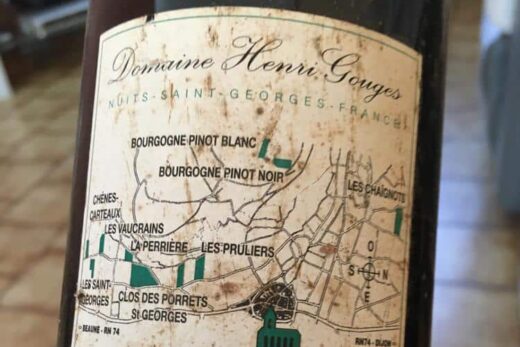 Domaine Henri Gouges
NUITS-SAINT-GEORGES-FRANCE
BOURGOGNE PINOT BLANC
BOURGOGNE PINOT NOIR
LES CHAIGNOTS
CHÊNES-
CARTEAUX
LES VAUCRAINS
LA PERRIÈRE
LES PRULIERS
O
S
N
E
LES SAINT-
GEORGES
CLOS DES PORRETS
St GEORGES
- BEAUNE - RN 74
RN74 - DIJON -